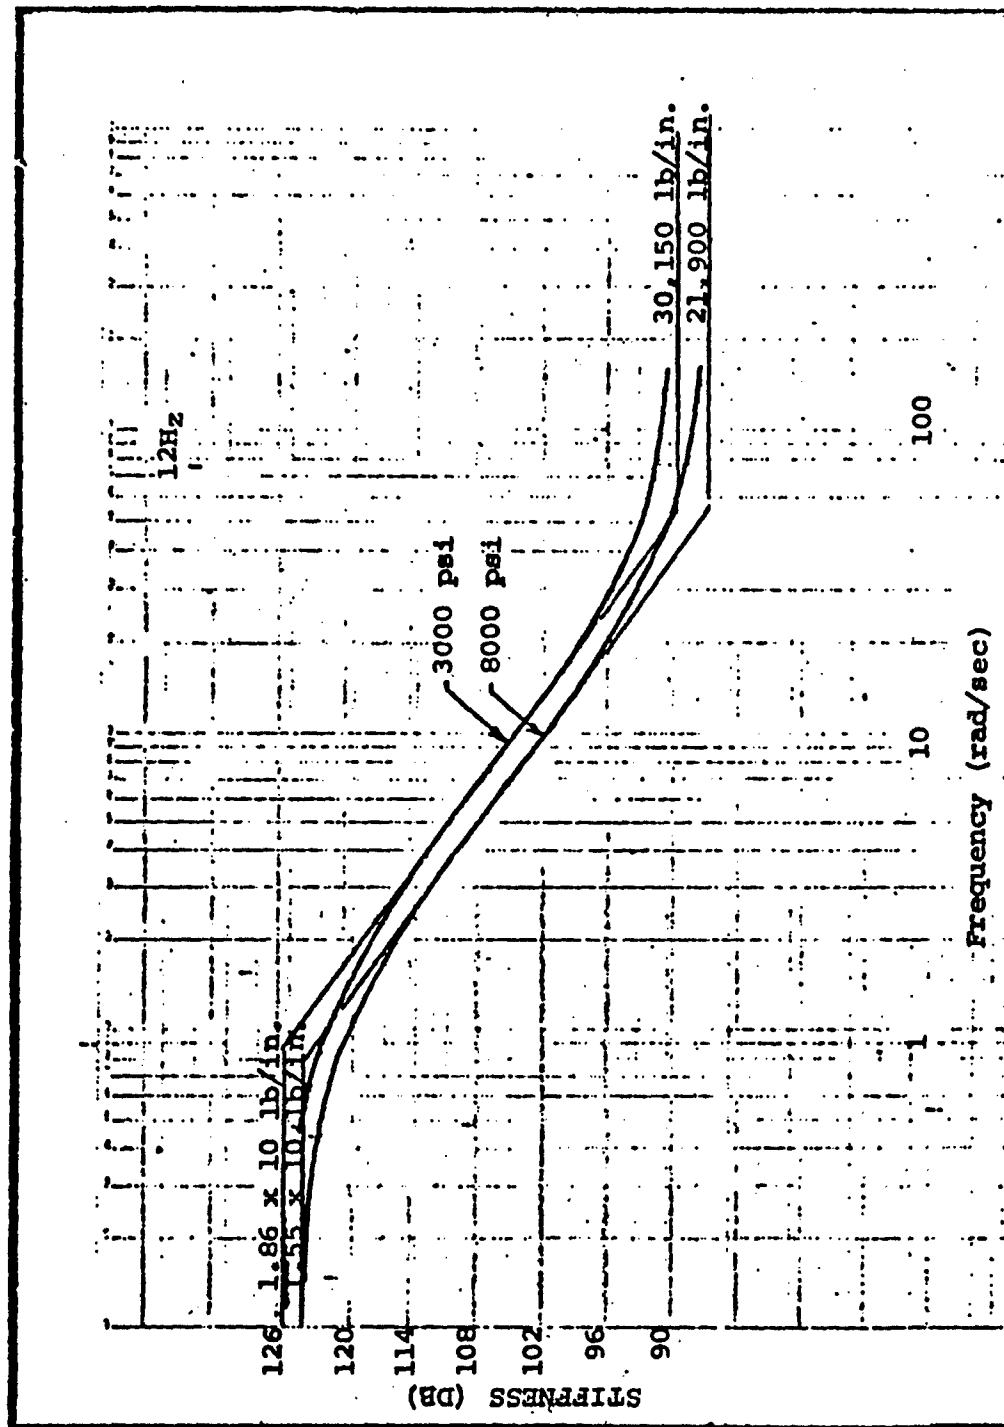 STIFFNESS (DB)
126
120
114
108
102
96
90
1.86 x 10 lb/in.
1.55 x 10 lb/in.
12Hz
3000 psi
8000 psi
30,150 lb/in.
21,900 lb/in.
1
10
100
Frequency (rad/sec)